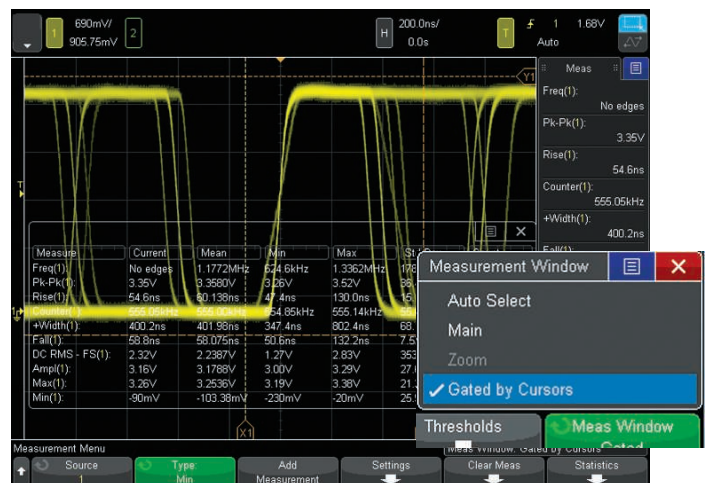 1 690mV/ 905.75mV 2 H 200.0ns/ 0.0s T 1 1.68V Auto
Y1
Meas
Freq(1):
No edges
Pk-Pk(1):
3.35V
Rise(1):
54.6ns
Counter(1):
555.05kHz
+Width(1):
400.2ns
Fall(1):
T
Measure Current Mean Min Max
Freq(1): No edges 1.1772MHz 624.6kHz 1.3362MHz
Pk-Pk(1): 3.35V 3.3580V 3.26V 3.52V
Rise(1): 54.6ns 60.138ns 47.4ns 130.0ns
Counter(1): 555.05kHz 555.00kHz 554.85kHz 555.14kHz
+Width(1): 400.2ns 401.98ns 347.4ns 802.4ns
Fall(1): 58.8ns 58.075ns 50.6ns 132.2ns
DC RMS - FS(1): 2.32V 2.2387V 1.27V 2.83V
Ampl(1): 3.16V 3.1788V 3.00V 3.29V
Max(1): 3.26V 3.2536V 3.19V 3.38V
Min(1): -90mV -103.38mV -230mV -20mV
X1
Measurement Window
Auto Select
Main
Zoom
Gated by Cursors
Thresholds
Meas Window
Gated
Measurement Menu
Meas Window: Gated by Cursors
Source
1
Type:
Min
Add
Measurement
Settings
Clear Meas
Statistics